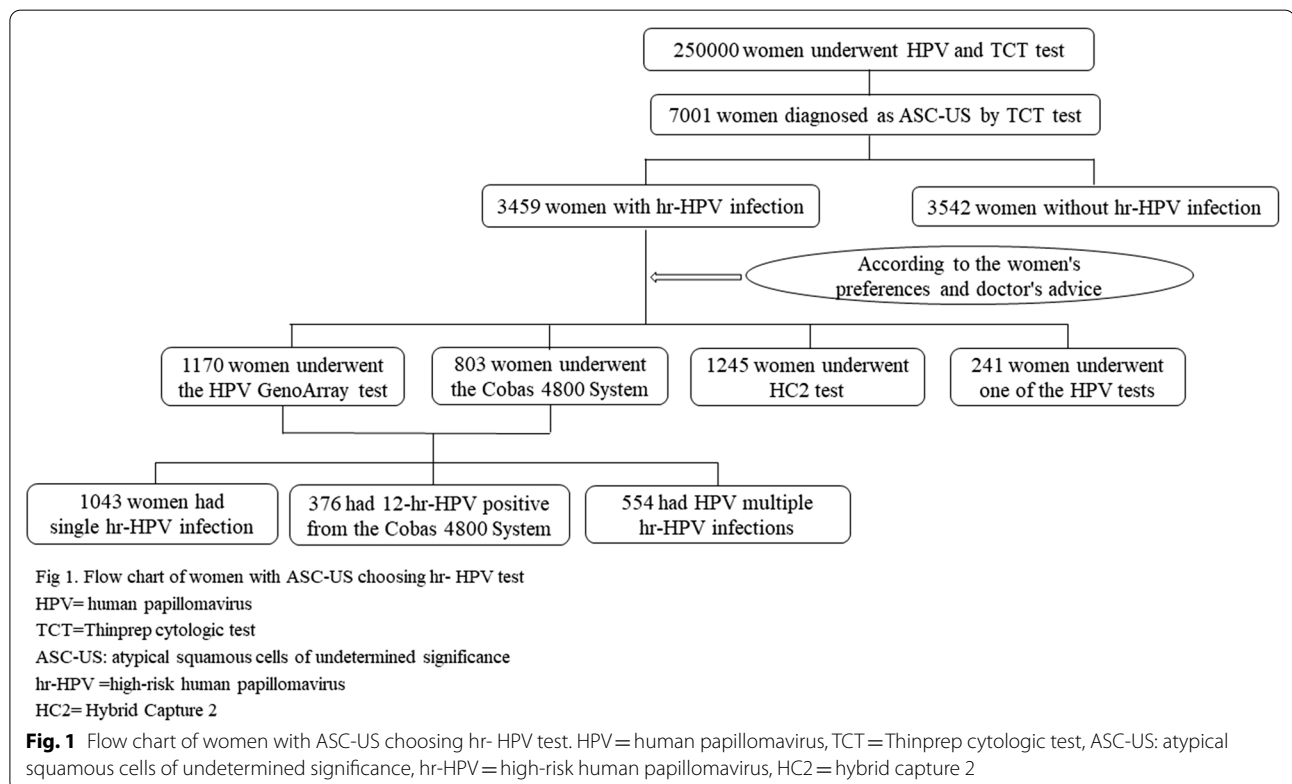 250000 women underwent HPV and TCT test
7001 women diagnosed as ASC-US by TCT test
3459 women with hr-HPV infection
3542 women without hr-HPV infection
According to the women's
preferences and doctor's advice
1170 women underwent
the HPV GenoArray test
803 women underwent
the Cobas 4800 System
1245 women underwent
HC2 test
241 women underwent
one of the HPV tests
1043 women had
single hr-HPV infection
376 had 12-hr-HPV positive
from the Cobas 4800 System
554 had HPV multiple
hr-HPV infections
Fig 1. Flow chart of women with ASC-US choosing hr- HPV test
HPV= human papillomavirus
TCT=Thinprep cytologic test
ASC-US: atypical squamous cells of undetermined significance
hr-HPV =high-risk human papillomavirus
HC2= Hybrid Capture 2
Fig. 1 Flow chart of women with ASC-US choosing hr- HPV test. HPV = human papillomavirus, TCT = Thinprep cytologic test, ASC-US: atypical
squamous cells of undetermined significance, hr-HPV = high-risk human papillomavirus, HC2 = hybrid capture 2